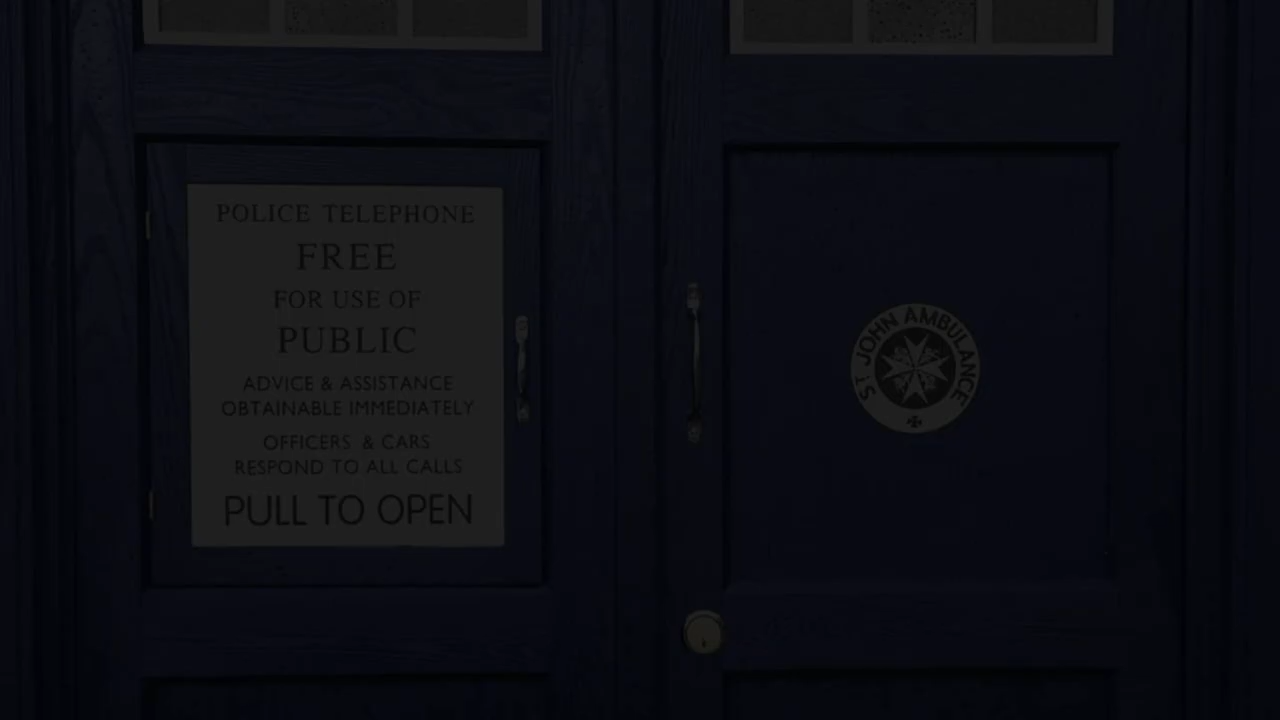 POLICE TELEPHONE
FREE
FOR USE OF
PUBLIC
ADVICE & ASSISTANCE
OBTAINABLE IMMEDIATELY
OFFICERS & CARS
RESPOND TO ALL CALLS
PULL TO OPEN
ST JOHN AMBULANCE